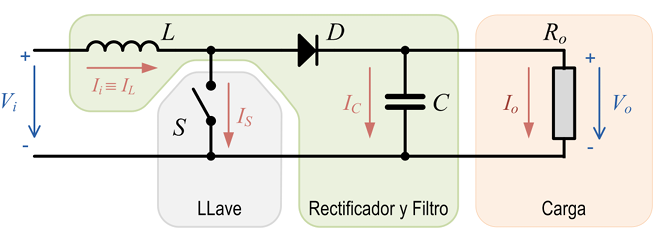 L
D
R_o
+
+
I_i ≡ I_L
V_i
S
I_S
I_C
C
I_o
V_o
-
-
LLave
Rectificador y Filtro
Carga